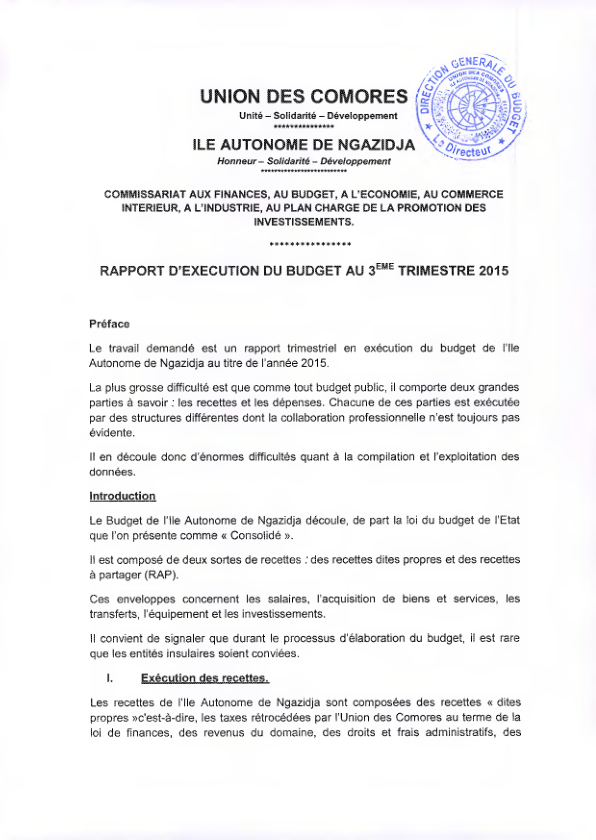 UNION DES COMORES
Unité – Solidarité – Développement
***************
ILE AUTONOME DE NGAZIDJA
Honneur – Solidarité – Développement
*************************
DIRECTION GENERALE DU BUDGET
UNION DES COMORES
Le Directeur
COMMISSARIAT AUX FINANCES, AU BUDGET, A L'ECONOMIE, AU COMMERCE
INTERIEUR, A L'INDUSTRIE, AU PLAN CHARGE DE LA PROMOTION DES
INVESTISSEMENTS.
****************
RAPPORT D'EXECUTION DU BUDGET AU 3EME TRIMESTRE 2015
Préface
Le travail demandé est un rapport trimestriel en exécution du budget de l'Ile
Autonome de Ngazidja au titre de l'année 2015.
La plus grosse difficulté est que comme tout budget public, il comporte deux grandes
parties à savoir : les recettes et les dépenses. Chacune de ces parties est exécutée
par des structures différentes dont la collaboration professionnelle n'est toujours pas
évidente.
Il en découle donc d'énormes difficultés quant à la compilation et l'exploitation des
données.
Introduction
Le Budget de l'Ile Autonome de Ngazidja découle, de part la loi du budget de l'Etat
que l'on présente comme « Consolidé ».
Il est composé de deux sortes de recettes : des recettes dites propres et des recettes
à partager (RAP).
Ces enveloppes concernent les salaires, l'acquisition de biens et services, les
transferts, l'équipement et les investissements.
Il convient de signaler que durant le processus d'élaboration du budget, il est rare
que les entités insulaires soient conviées.
I. Exécution des recettes.
Les recettes de l'Ile Autonome de Ngazidja sont composées des recettes « dites
propres »c'est-à-dire, les taxes rétrocédées par l'Union des Comores au terme de la
loi de finances, des revenus du domaine, des droits et frais administratifs, des